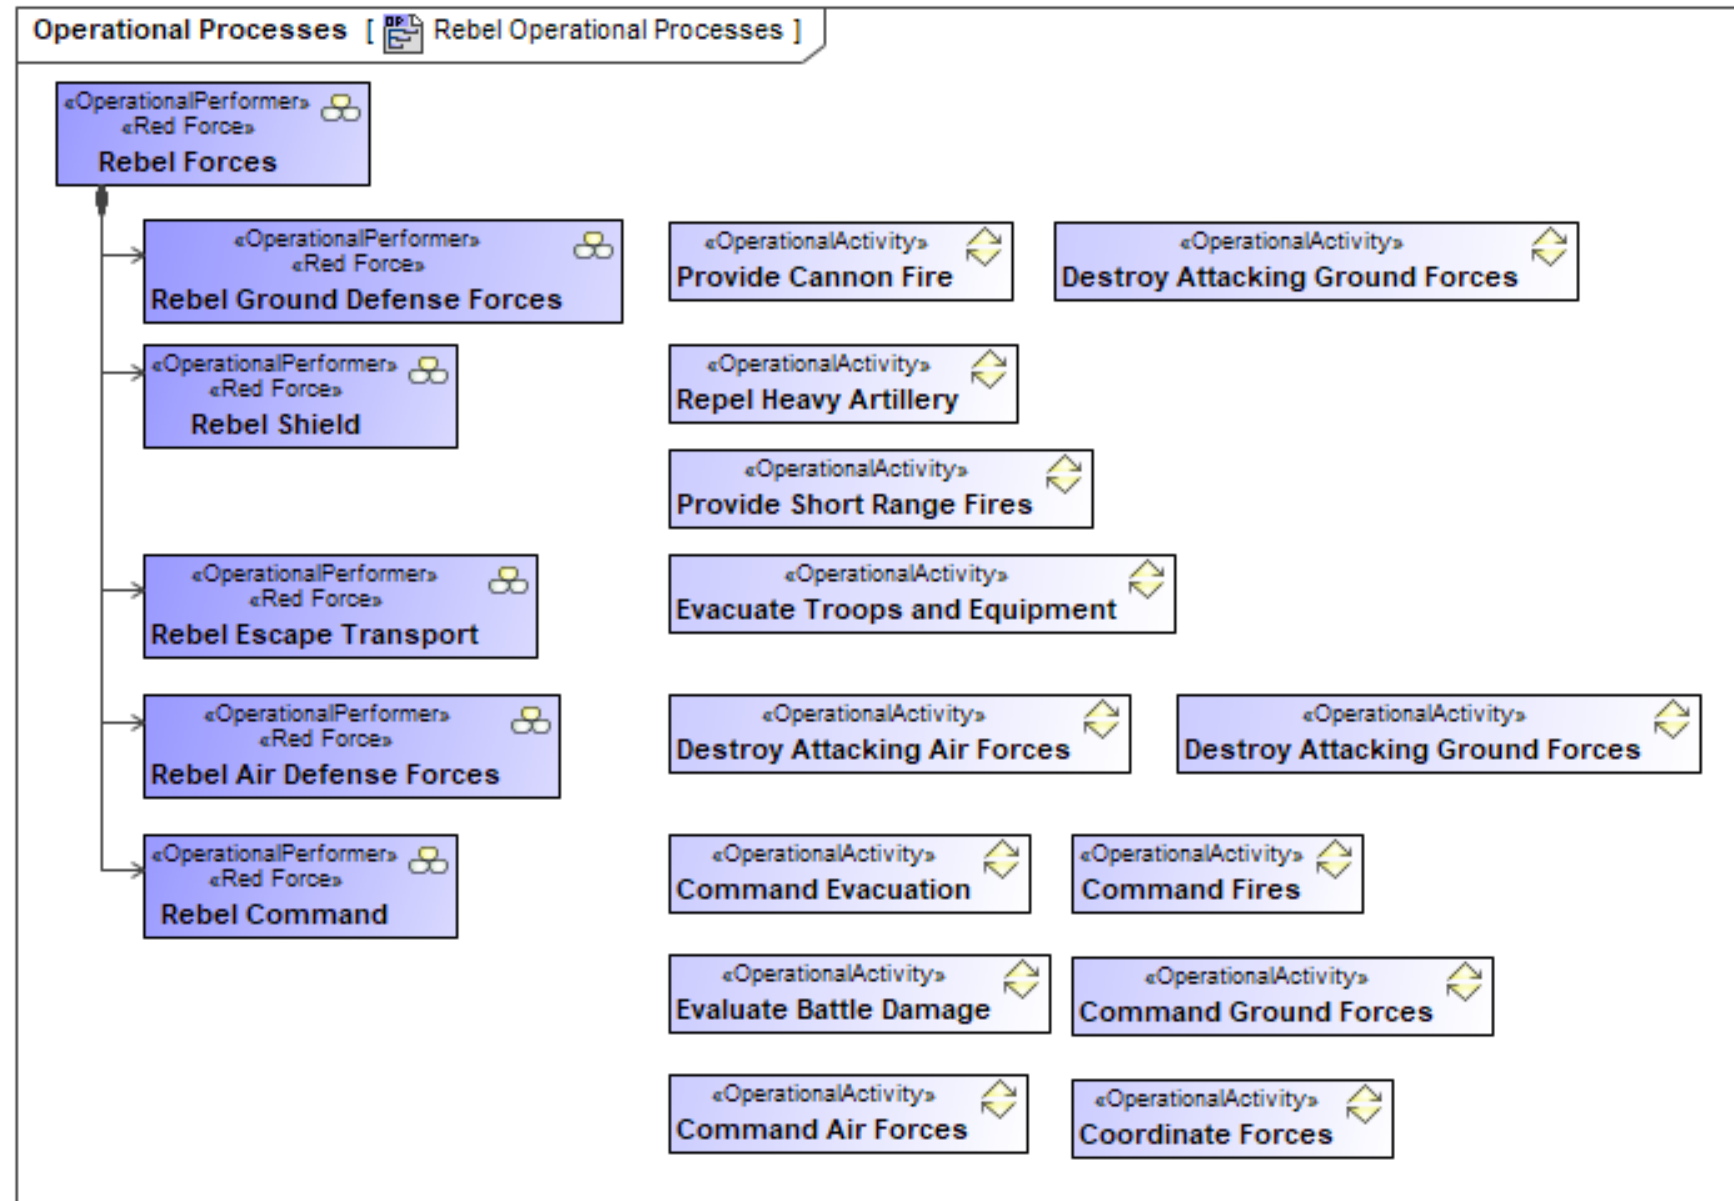 Operational Processes [ OP Rebel Operational Processes ]
«OperationalPerformer»
«Red Force»
Rebel Forces
«OperationalPerformer»
«Red Force»
Rebel Ground Defense Forces
«OperationalActivity»
Provide Cannon Fire
«OperationalActivity»
Destroy Attacking Ground Forces
«OperationalPerformer»
«Red Force»
Rebel Shield
«OperationalActivity»
Repel Heavy Artillery
«OperationalActivity»
Provide Short Range Fires
«OperationalPerformer»
«Red Force»
Rebel Escape Transport
«OperationalActivity»
Evacuate Troops and Equipment
«OperationalPerformer»
«Red Force»
Rebel Air Defense Forces
«OperationalActivity»
Destroy Attacking Air Forces
«OperationalActivity»
Destroy Attacking Ground Forces
«OperationalPerformer»
«Red Force»
Rebel Command
«OperationalActivity»
Command Evacuation
«OperationalActivity»
Command Fires
«OperationalActivity»
Evaluate Battle Damage
«OperationalActivity»
Command Ground Forces
«OperationalActivity»
Command Air Forces
«OperationalActivity»
Coordinate Forces